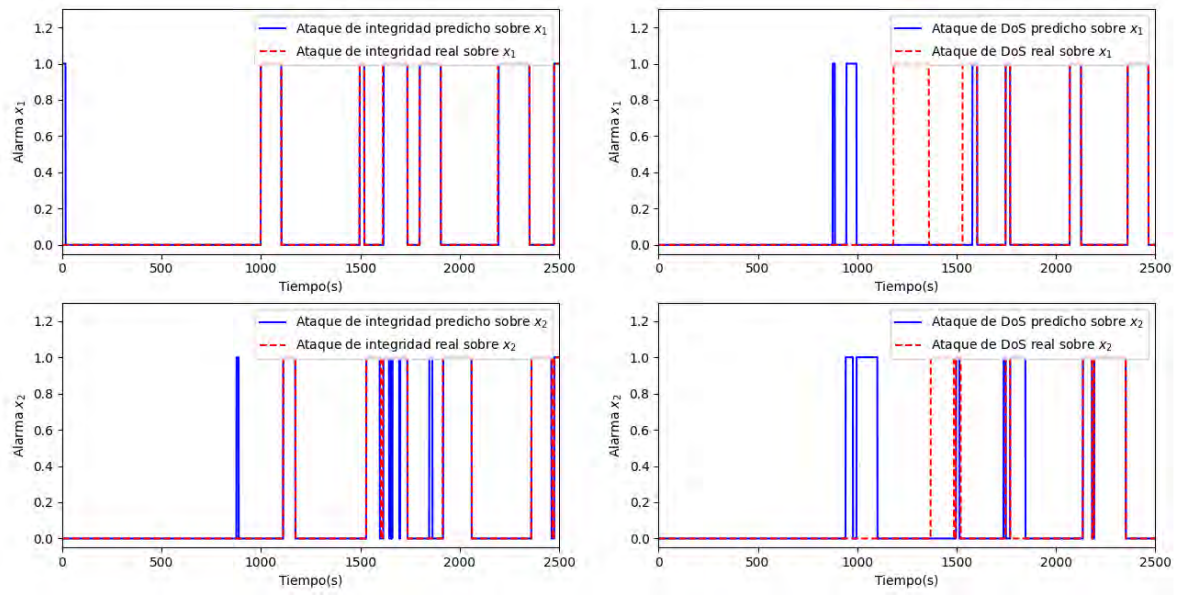 Ataque de integridad predicho sobre x₁
Ataque de integridad real sobre x₁
Alarma x₁
1.2
1.0
0.8
0.6
0.4
0.2
0.0
0 500 1000 1500 2000 2500
Tiempo(s)
Ataque de DoS predicho sobre x₁
Ataque de DoS real sobre x₁
Alarma x₁
1.2
1.0
0.8
0.6
0.4
0.2
0.0
0 500 1000 1500 2000 2500
Tiempo(s)
Ataque de integridad predicho sobre x₂
Ataque de integridad real sobre x₂
Alarma x₂
1.2
1.0
0.8
0.6
0.4
0.2
0.0
0 500 1000 1500 2000 2500
Tiempo(s)
Ataque de DoS predicho sobre x₂
Ataque de DoS real sobre x₂
Alarma x₂
1.2
1.0
0.8
0.6
0.4
0.2
0.0
0 500 1000 1500 2000 2500
Tiempo(s)